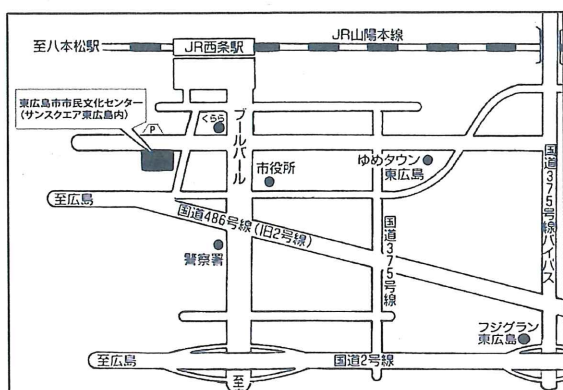 至八本松駅
JR西条駅
JR山陽本線
東広島市市民文化センター
(サンスクエア東広島内)
P
くらら
ブールバール
市役所
ゆめタウン
東広島
国道375号線バイパス
至広島
国道486号線(旧2号線)
国道375号線
警察署
フジグラン
東広島
至広島
国道2号線
至